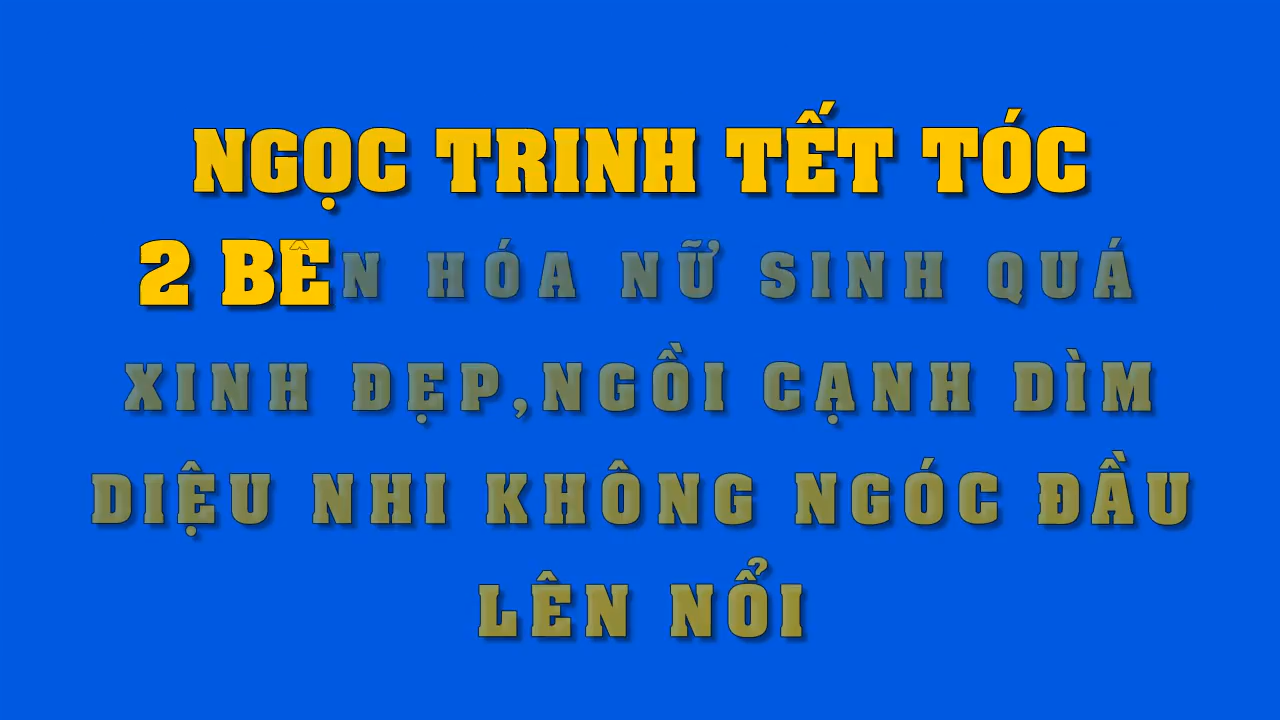 NGỌC TRINH TẾT TÓC
2 BÊN HÓA NỮ SINH QUÁ
XINH ĐẸP,NGỒI CẠNH DÌM
DIỆU NHI KHÔNG NGÓC ĐẦU
LÊN NỔI